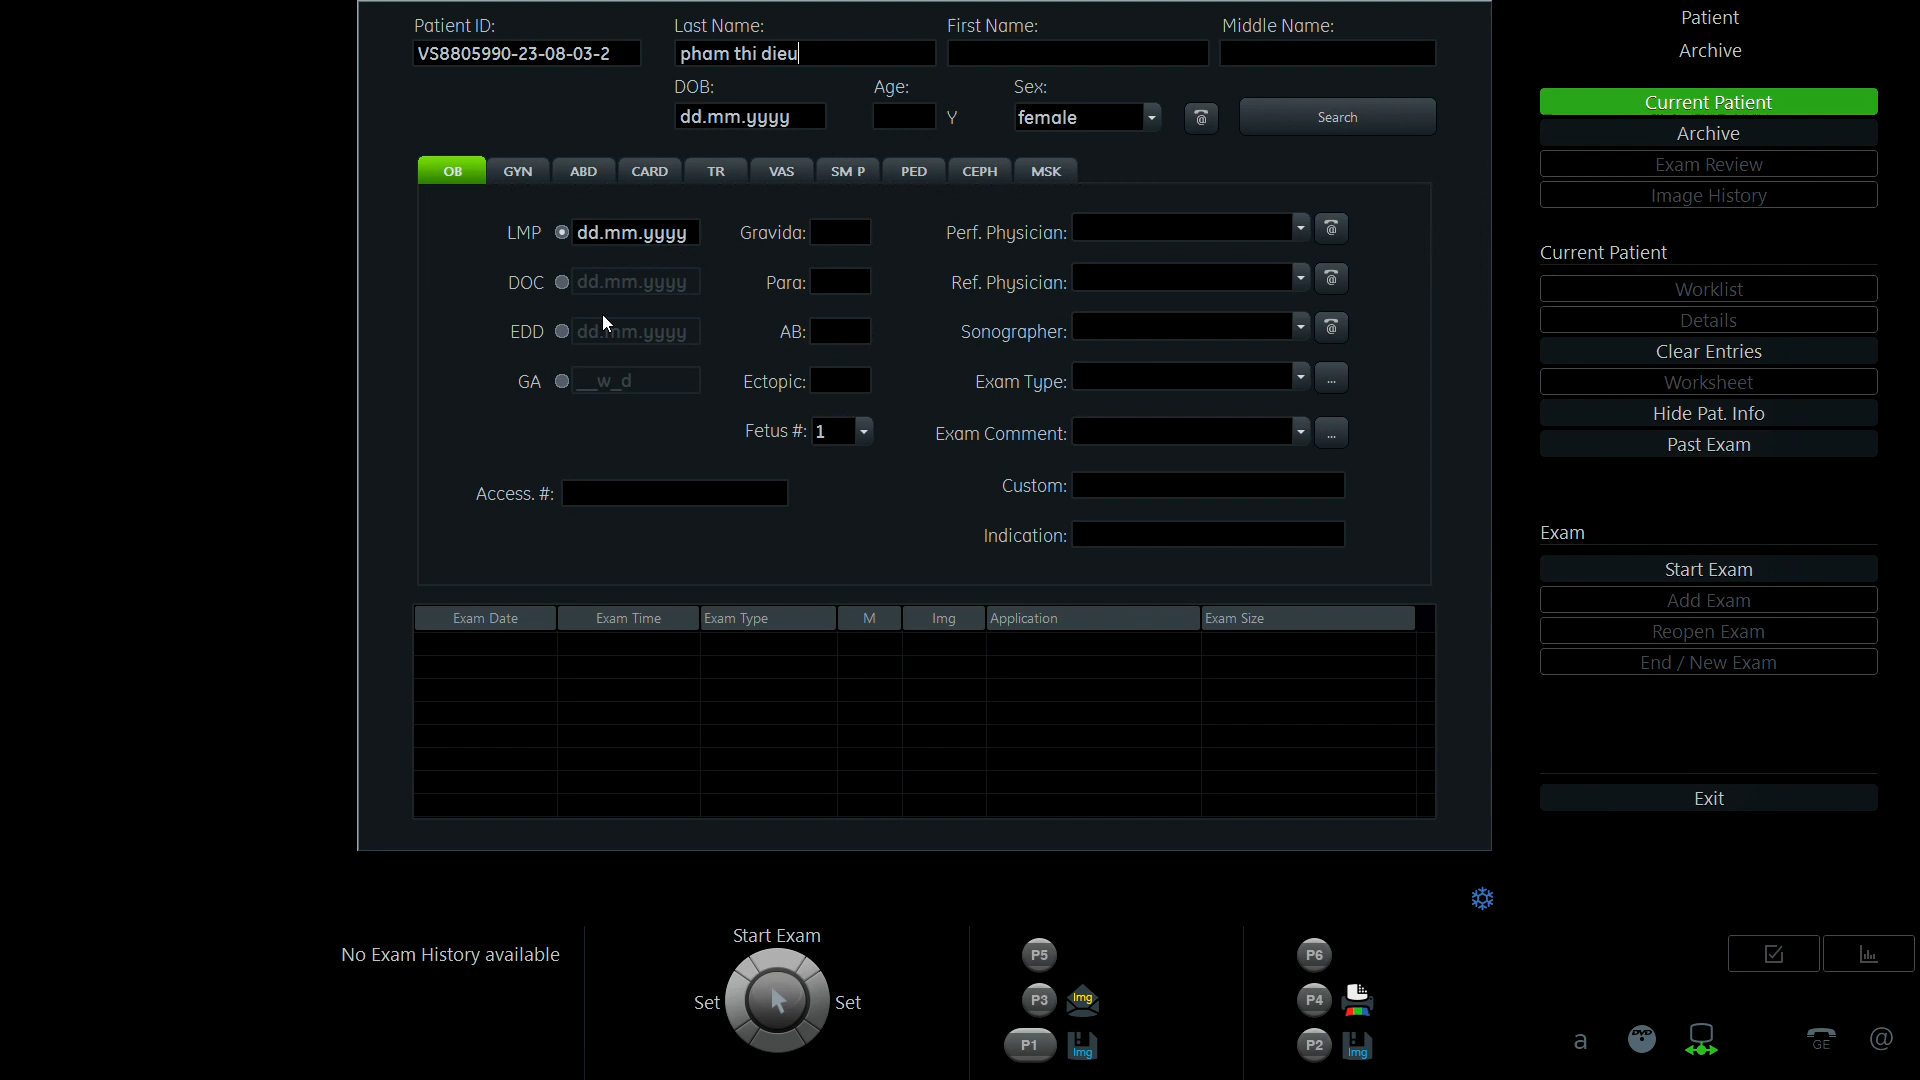 Patient ID: Last Name: First Name: Middle Name:
VS8805990-23-08-03-2 pham thi dieu
DOB: Age: Sex:
dd.mm.yyyy Y female @ Search
OB GYN ABD CARD TR VAS SM P PED CEPH MSK
LMP dd.mm.yyyy Gravida: Perf. Physician: @
DOC dd.mm.yyyy Para: Ref. Physician: @
EDD dd.mm.yyyy AB: Sonographer: @
GA __w_d Ectopic: Exam Type: ...
Fetus #: 1 Exam Comment: ...
Access. #: Custom:
Indication:
Exam Date Exam Time Exam Type M Img Application Exam Size
Patient
Archive
Current Patient
Archive
Exam Review
Image History
Current Patient
Worklist
Details
Clear Entries
Worksheet
Hide Pat. Info
Past Exam
Exam
Start Exam
Add Exam
Reopen Exam
End / New Exam
Exit
No Exam History available
Start Exam
Set Set
P5
P3 Img
P1 Img
P6
P4
P2 Img
a DVD GE @